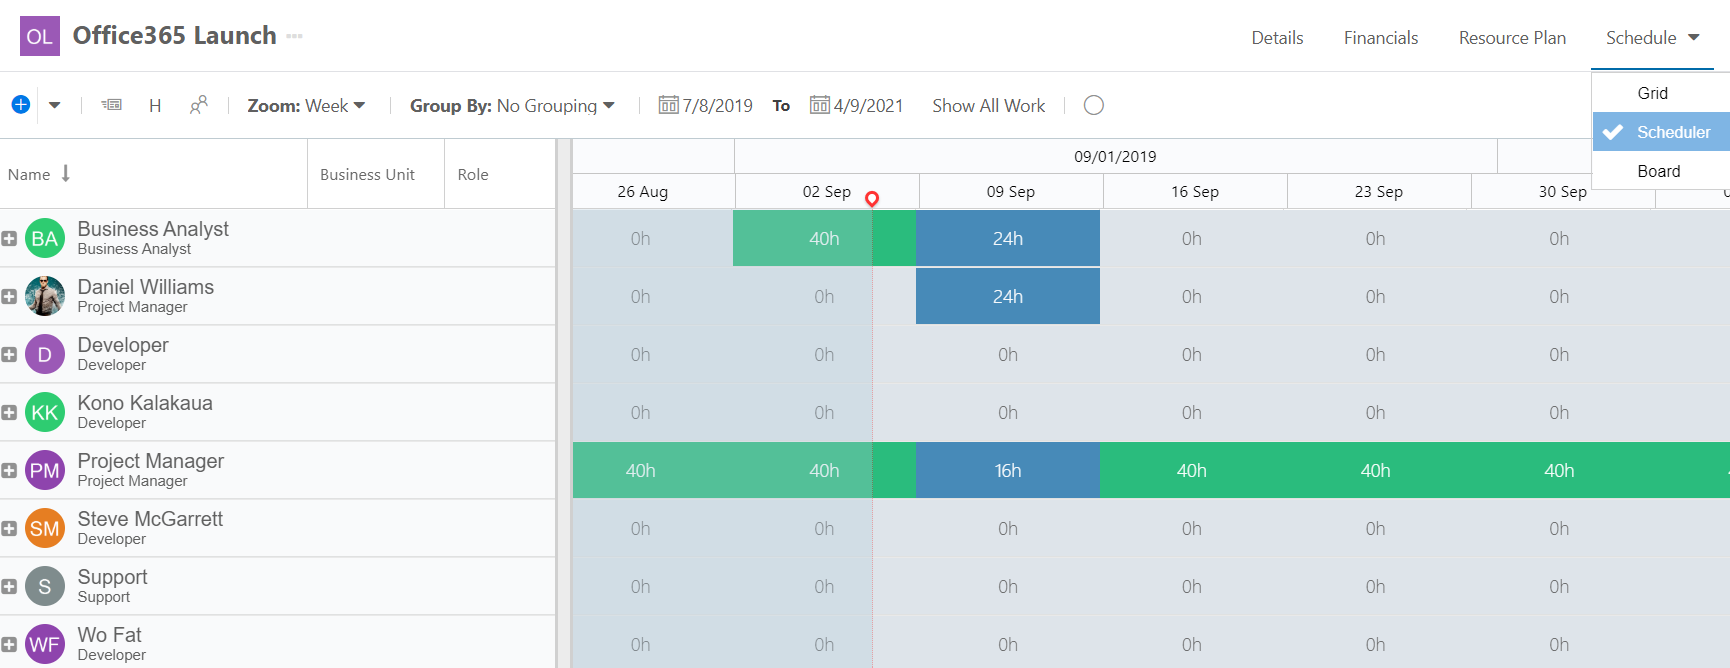 OL Office365 Launch ...
Details Financials Resource Plan Schedule
Grid
Scheduler
Board
H Zoom: Week Group By: No Grouping 7/8/2019 To 4/9/2021 Show All Work
Name Business Unit Role
09/01/2019
26 Aug 02 Sep 09 Sep 16 Sep 23 Sep 30 Sep
BA Business Analyst
Business Analyst
0h 40h 24h 0h 0h 0h
Daniel Williams
Project Manager
0h 0h 24h 0h 0h 0h
D Developer
Developer
0h 0h 0h 0h 0h 0h
KK Kono Kalakaua
Developer
0h 0h 0h 0h 0h 0h
PM Project Manager
Project Manager
40h 40h 16h 40h 40h 40h
SM Steve McGarrett
Developer
0h 0h 0h 0h 0h 0h
S Support
Support
0h 0h 0h 0h 0h 0h
WF Wo Fat
Developer
0h 0h 0h 0h 0h 0h